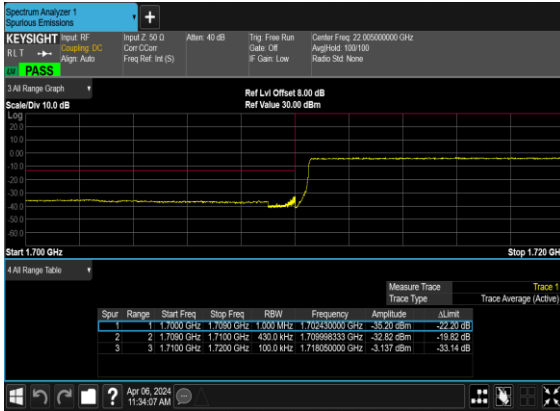 Spectrum Analyzer 1
Spurious Emissions
+
KEYSIGHT Input: RF Input Z: 50 Ω Atten: 40 dB Trig: Free Run Center Freq: 22.005000000 GHz
RLT Coupling: DC Corr CCorr Gate: Off Avg|Hold: 100/100
Align: Auto Freq Ref: Int (S) IF Gain: Low Radio Std: None
PASS
3 All Range Graph Ref Lvl Offset 8.00 dB
Scale/Div 10.0 dB Ref Value 30.00 dBm
Log
20.0
10.0
0.00
-10.0
-20.0
-30.0
-40.0
-50.0
-60.0
Start 1.700 GHz Stop 1.720 GH
4 All Range Table
Measure Trace Trace 1
Trace Type Trace Average (Active)
Spur Range Start Freq Stop Freq RBW Frequency Amplitude ΔLimit
1 1 1.7000 GHz 1.7090 GHz 1.000 MHz 1.702430000 GHz -35.20 dBm -22.20 dB
2 2 1.7090 GHz 1.7100 GHz 430.0 kHz 1.709998333 GHz -32.82 dBm -19.82 dB
3 3 1.7100 GHz 1.7200 GHz 100.0 kHz 1.718050000 GHz -3.137 dBm -33.14 dB
? Apr 06, 2024
11:34:07 AM